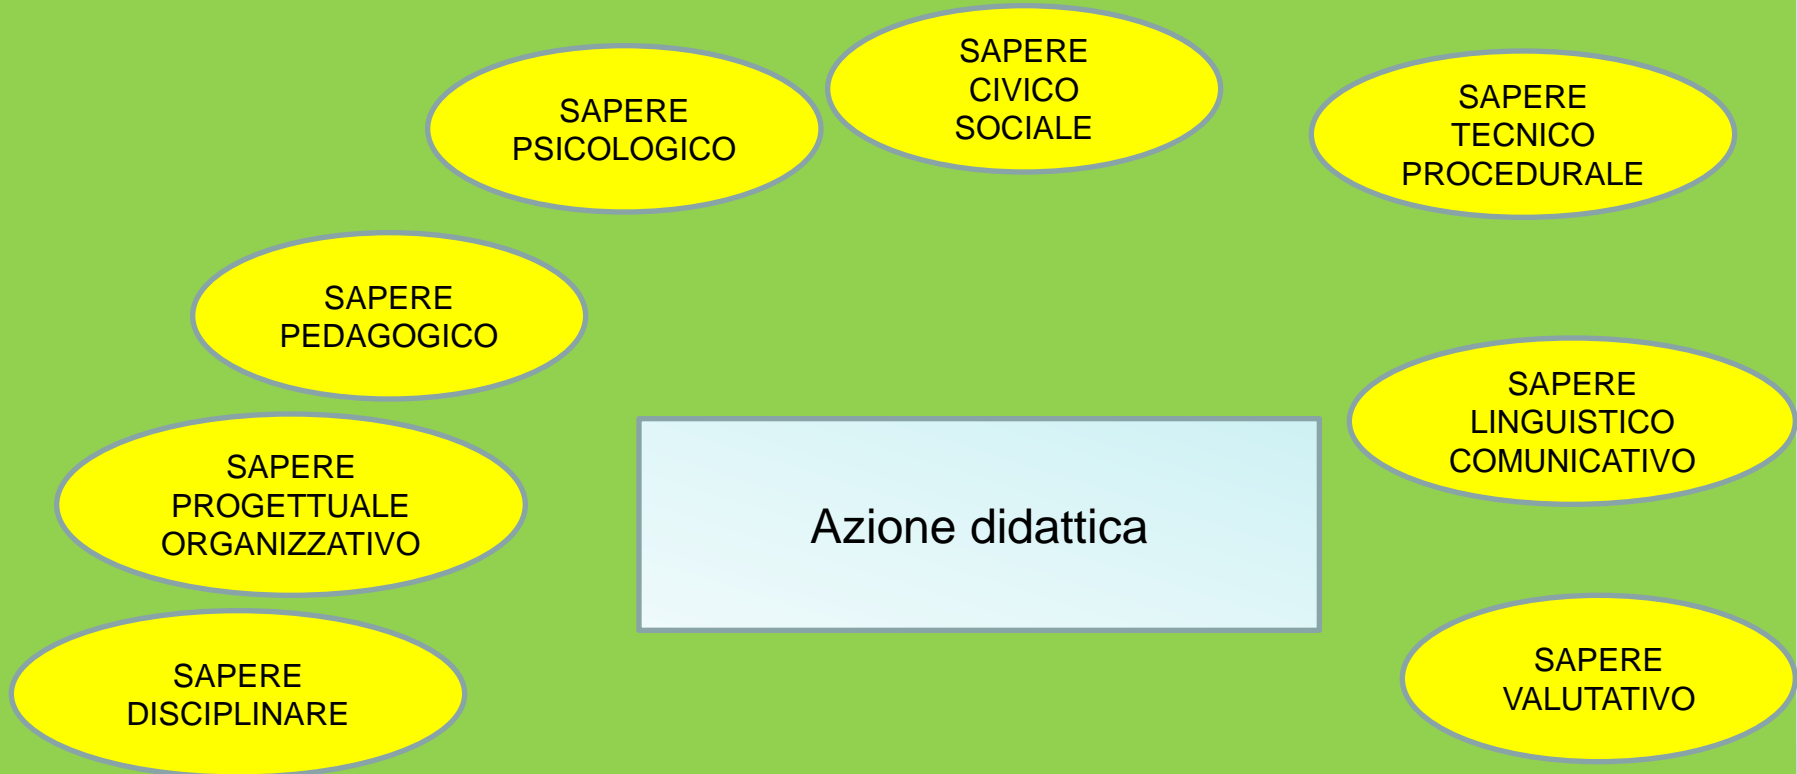 SAPERE
CIVICO
SOCIALE
SAPERE
PSICOLOGICO
SAPERE
TECNICO
PROCEDURALE
SAPERE
PEDAGOGICO
SAPERE
LINGUISTICO
COMUNICATIVO
SAPERE
PROGETTUALE
ORGANIZZATIVO
Azione didattica
SAPERE
DISCIPLINARE
SAPERE
VALUTATIVO